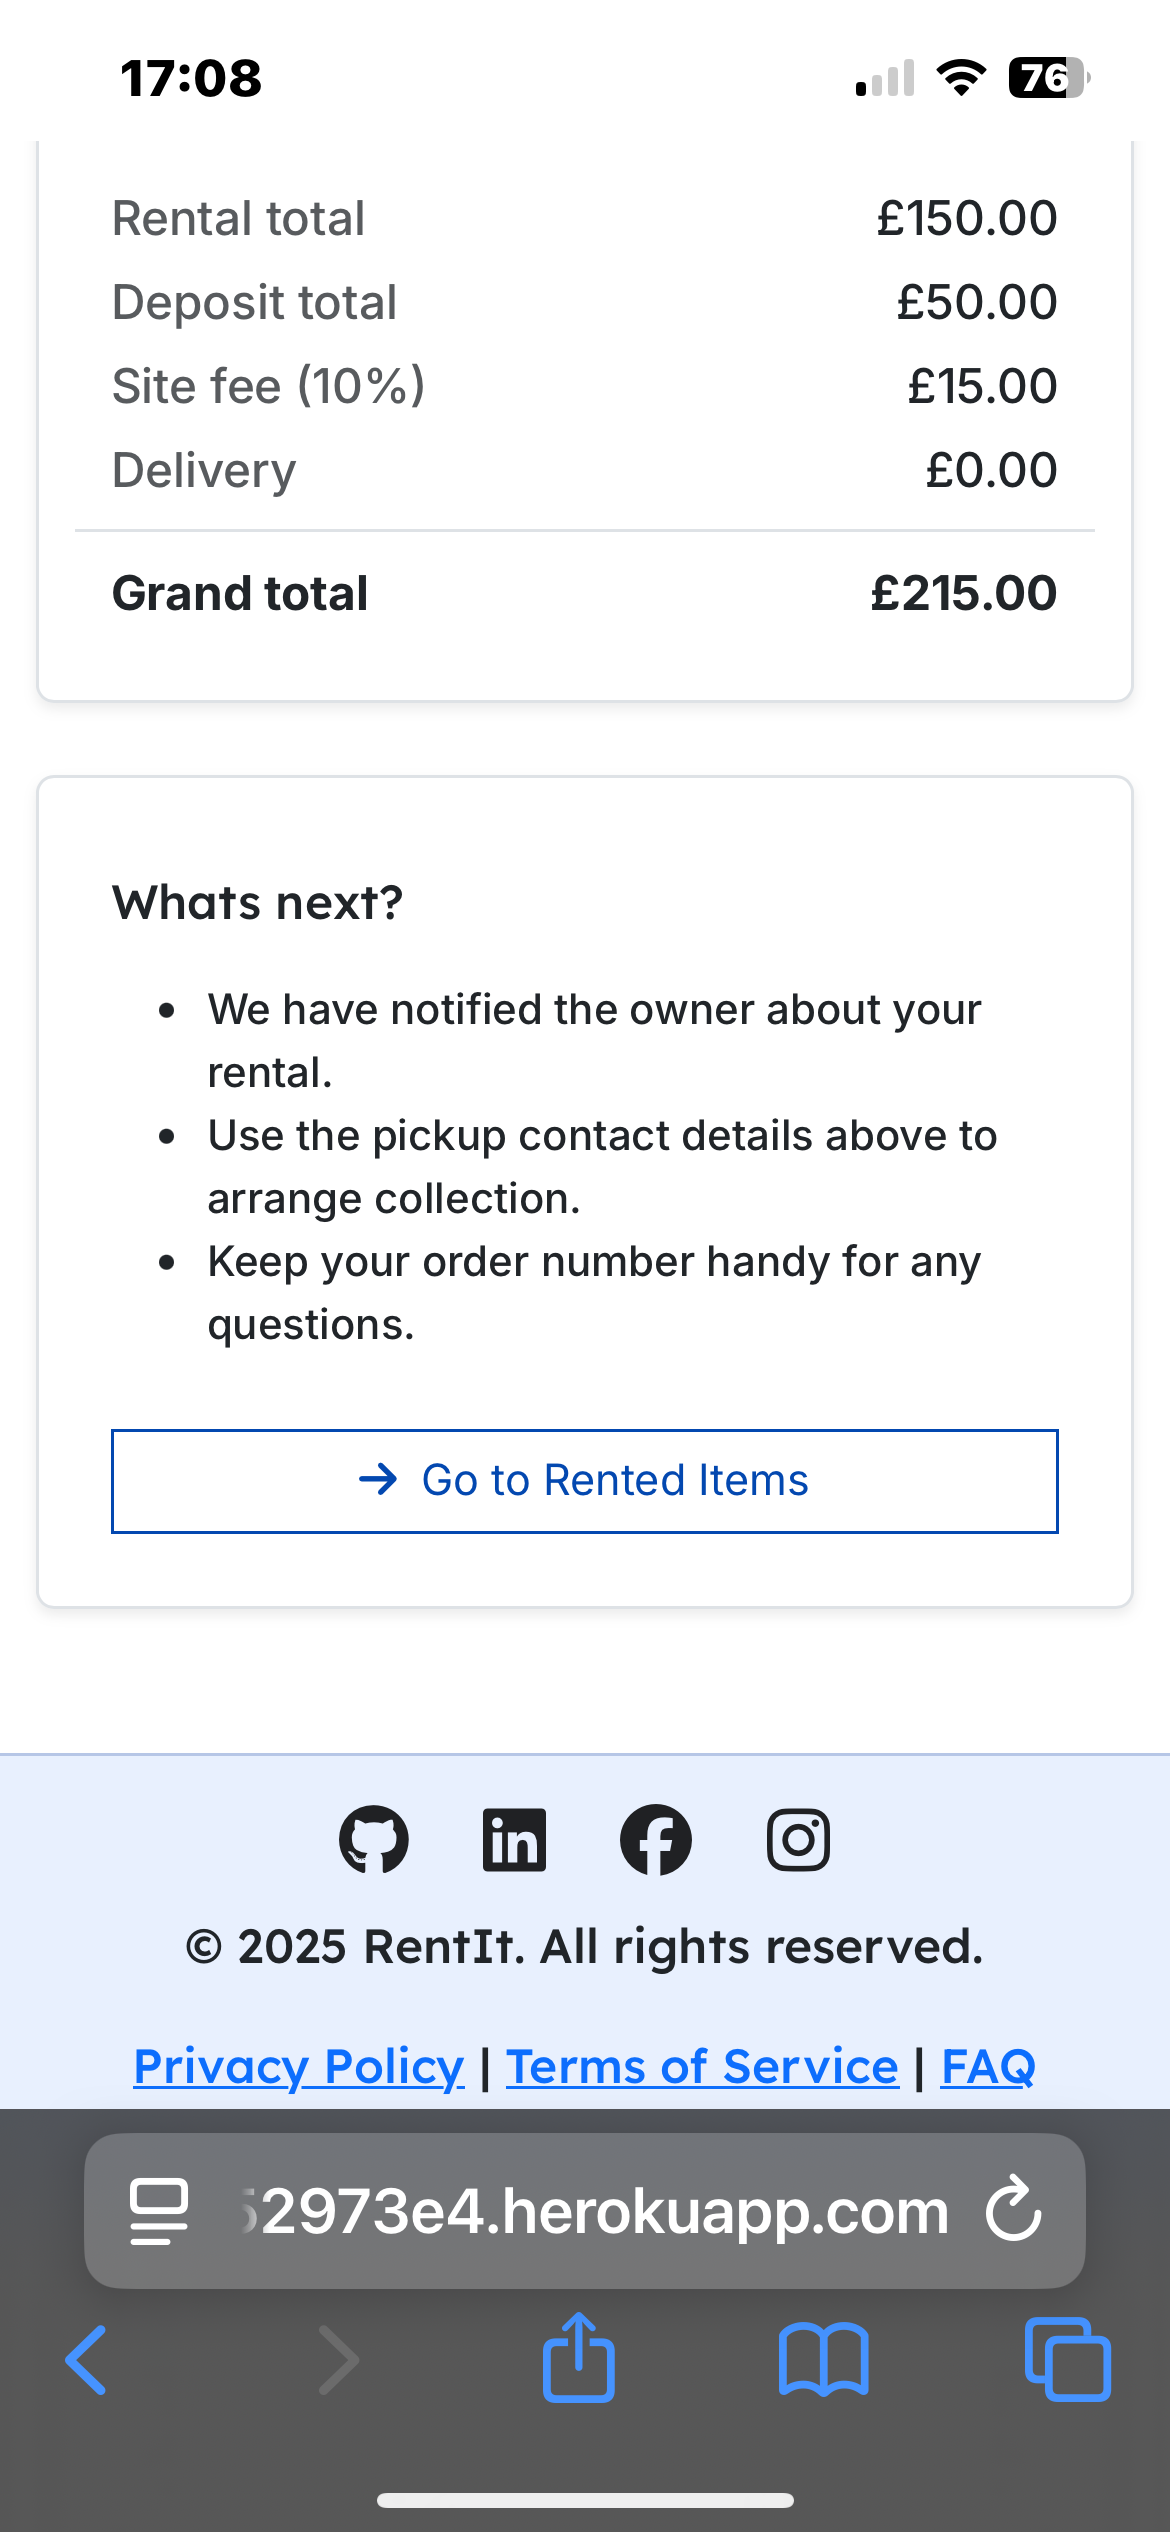 17:08
76
Rental total £150.00
Deposit total £50.00
Site fee (10%) £15.00
Delivery £0.00
Grand total £215.00
Whats next?
• We have notified the owner about your
rental.
• Use the pickup contact details above to
arrange collection.
• Keep your order number handy for any
questions.
→ Go to Rented Items
© 2025 RentIt. All rights reserved.
Privacy Policy | Terms of Service | FAQ
2973e4.herokuapp.com